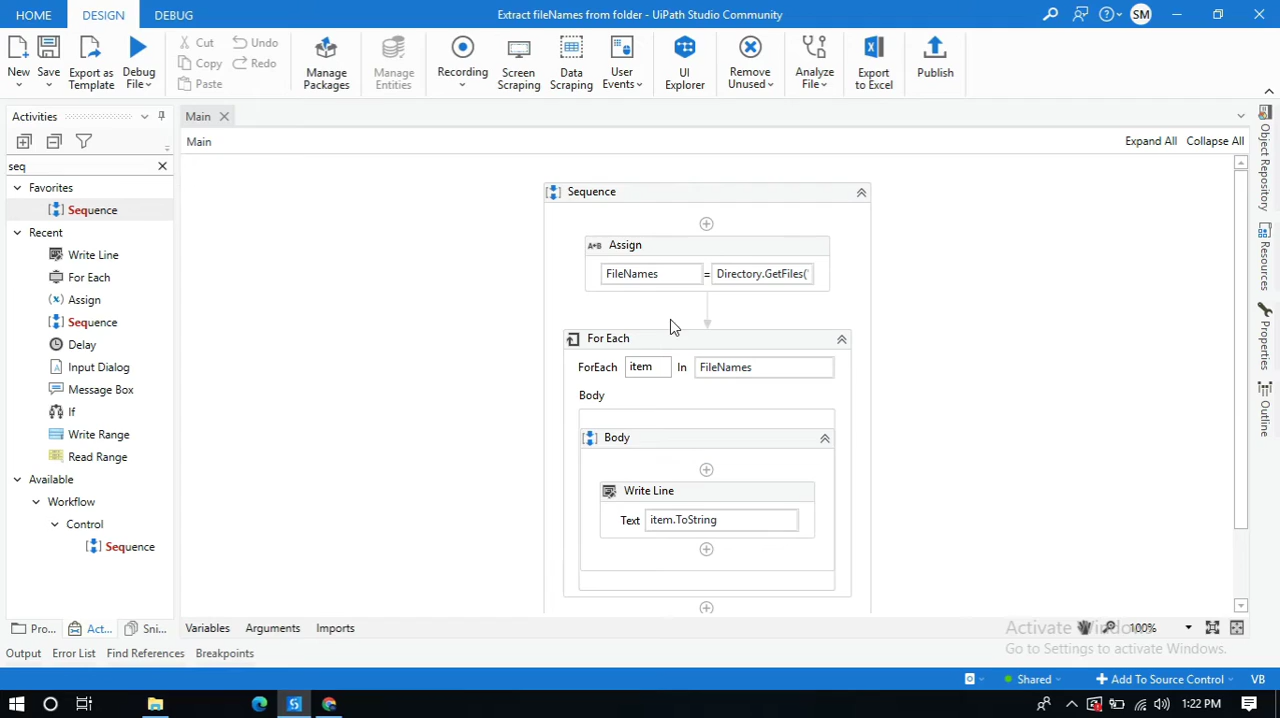 HOME DESIGN DEBUG Extract fileNames from folder - UiPath Studio Community SM
New Save Export as Template Debug File Cut Copy Paste Undo Redo Manage Packages Manage Entities Recording Screen Scraping Data Scraping User Events UI Explorer Remove Unused Analyze File Export to Excel Publish
Activities Main
Main Expand All Collapse All
seq
Favorites
Sequence
Recent
Write Line
For Each
Assign
Sequence
Delay
Input Dialog
Message Box
If
Write Range
Read Range
Available
Workflow
Control
Sequence
Sequence
A+B Assign
FileNames = Directory.GetFiles("
For Each
ForEach item In FileNames
Body
Body
Write Line
Text item.ToString
Object Repository
Resources
Properties
Outline
Pro... Act... Sni... Variables Arguments Imports 100%
Activate Windows
Go to Settings to activate Windows.
Output Error List Find References Breakpoints
Shared Add To Source Control VB
1:22 PM